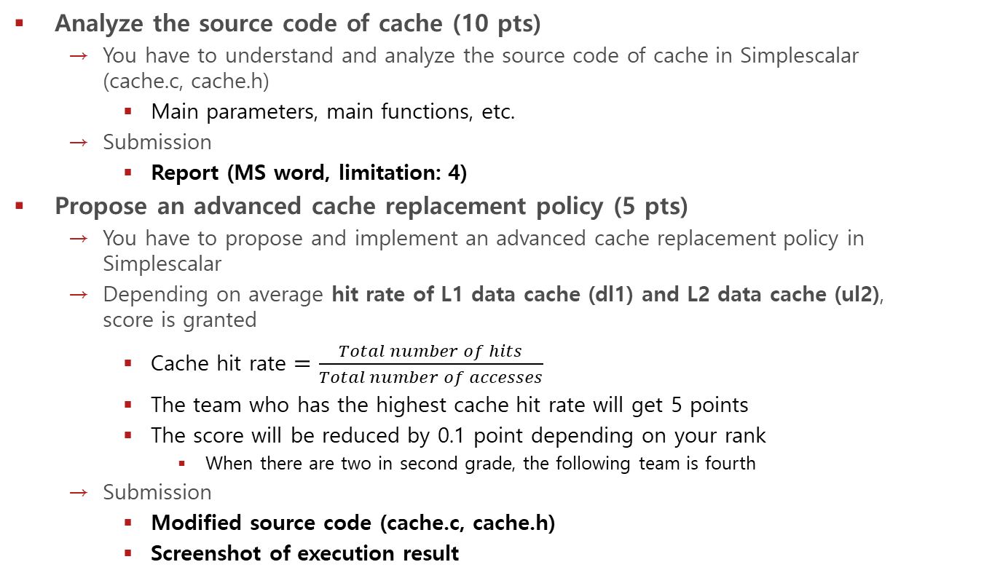 ▪ Analyze the source code of cache (10 pts)
→ You have to understand and analyze the source code of cache in Simplescalar
(cache.c, cache.h)
▪ Main parameters, main functions, etc.
→ Submission
▪ Report (MS word, limitation: 4)
▪ Propose an advanced cache replacement policy (5 pts)
→ You have to propose and implement an advanced cache replacement policy in
Simplescalar
→ Depending on average hit rate of L1 data cache (dl1) and L2 data cache (ul2),
score is granted
▪ Cache hit rate = Total number of hits / Total number of accesses
▪ The team who has the highest cache hit rate will get 5 points
▪ The score will be reduced by 0.1 point depending on your rank
▪ When there are two in second grade, the following team is fourth
→ Submission
▪ Modified source code (cache.c, cache.h)
▪ Screenshot of execution result